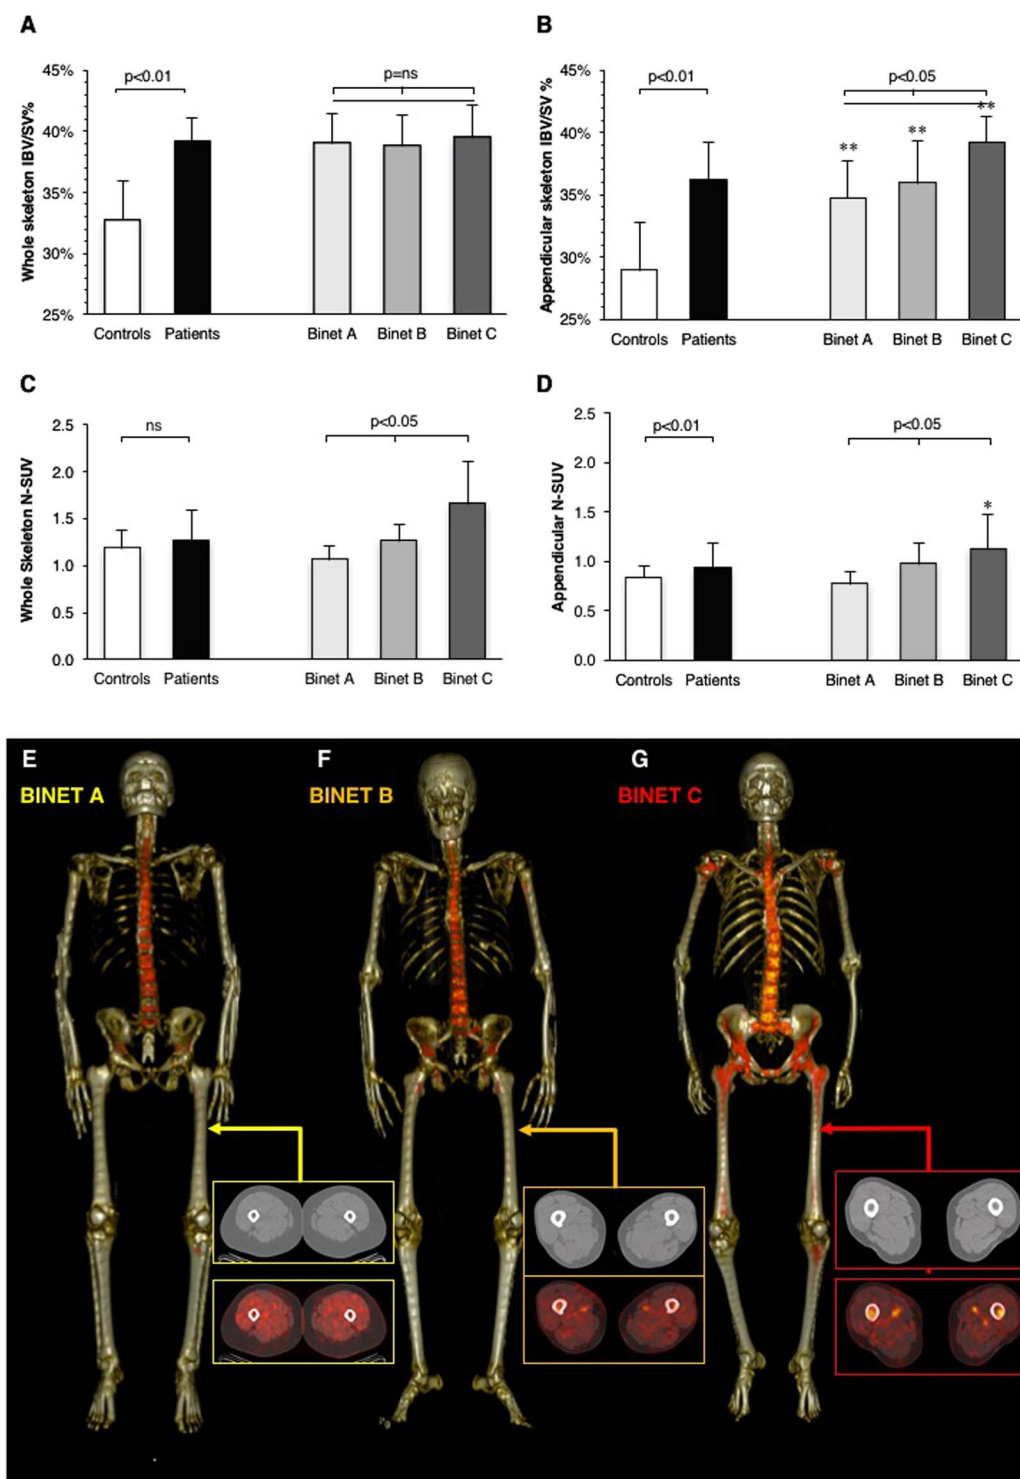 A
Whole skeleton IBV/SV%
45%
40%
35%
30%
25%
p<0.01
p=ns
Controls Patients Binet A Binet B Binet C
B
Appendicular skeleton IBV/SV %
45%
40%
35%
30%
25%
p<0.01
p<0.05
**
**
**
Controls Patients Binet A Binet B Binet C
C
Whole Skeleton N-SUV
2.5
2.0
1.5
1.0
0.5
0.0
ns
p<0.05
Controls Patients Binet A Binet B Binet C
D
Appendicular N-SUV
2.5
2.0
1.5
1.0
0.5
0.0
p<0.01
p<0.05
*
Controls Patients Binet A Binet B Binet C
E
BINET A
F
BINET B
G
BINET C